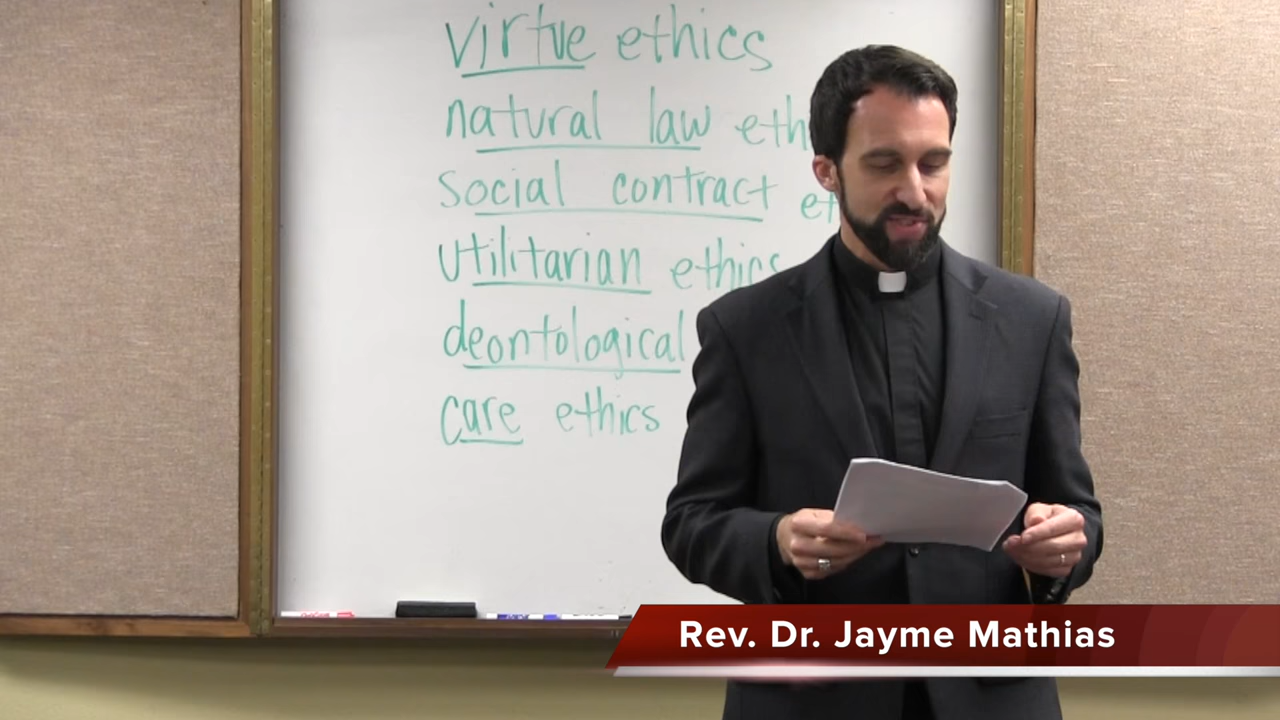 virtue ethics
natural law eth
social contract et
utilitarian ethics
deontological
care ethics
Rev. Dr. Jayme Mathias